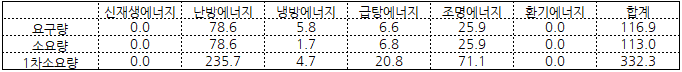 신재생에너지 난방에너지 냉방에너지 급탕에너지 조명에너지 환기에너지 합계
요구량 0.0 78.6 5.8 6.6 25.9 0.0 116.9
소요량 0.0 78.6 1.7 6.8 25.9 0.0 113.0
1차소요량 0.0 235.7 4.7 20.8 71.1 0.0 332.3